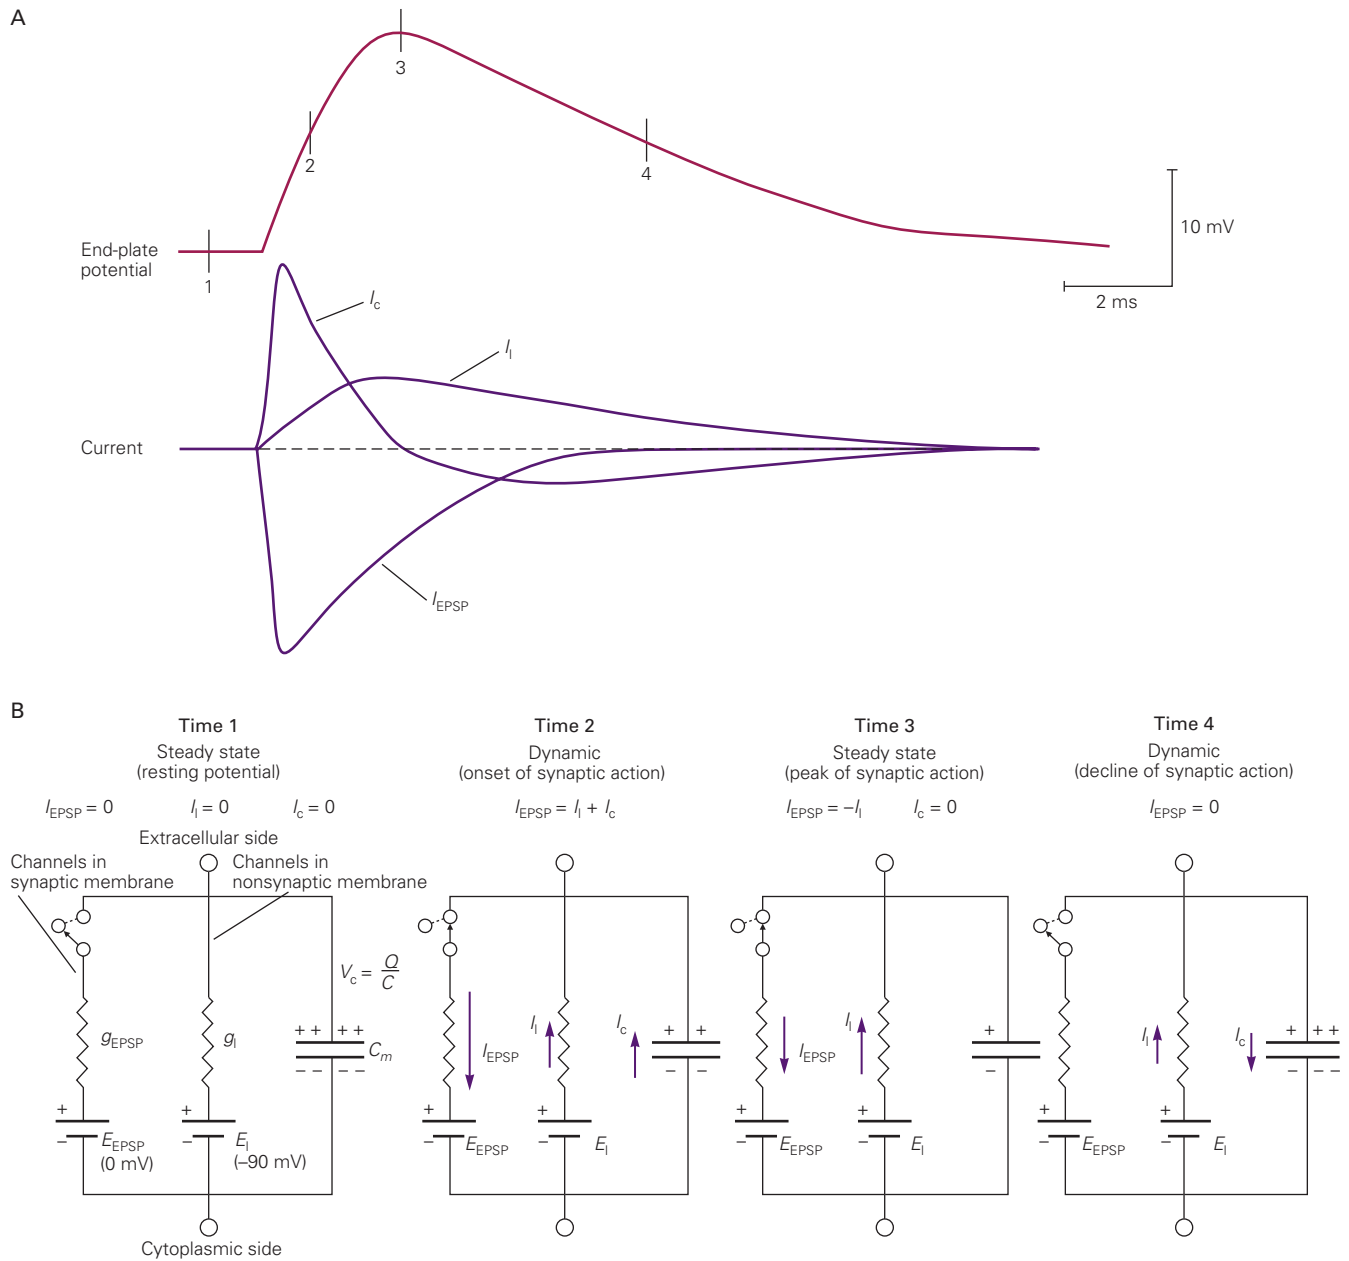 A
3
2
4
10 mV
End-plate
potential
1
2 ms
Ic
Il
Current
IEPSP
B
Time 1
Steady state
(resting potential)
IEPSP = 0 Il = 0 Ic = 0
Extracellular side
Channels in
synaptic membrane
Channels in
nonsynaptic membrane
Vc = Q
C
gEPSP
gl
+ + + +
Cm
– – – –
+
–
EEPSP
(0 mV)
+
–
El
(–90 mV)
Cytoplasmic side
Time 2
Dynamic
(onset of synaptic action)
IEPSP = Il + Ic
IEPSP
Il
Ic
+ +
– –
+
–
EEPSP
+
–
El
Time 3
Steady state
(peak of synaptic action)
IEPSP = –Il Ic = 0
IEPSP
Il
+
–
+
–
EEPSP
+
–
El
Time 4
Dynamic
(decline of synaptic action)
IEPSP = 0
Il
Ic
+ + +
– – –
+
–
EEPSP
+
–
El